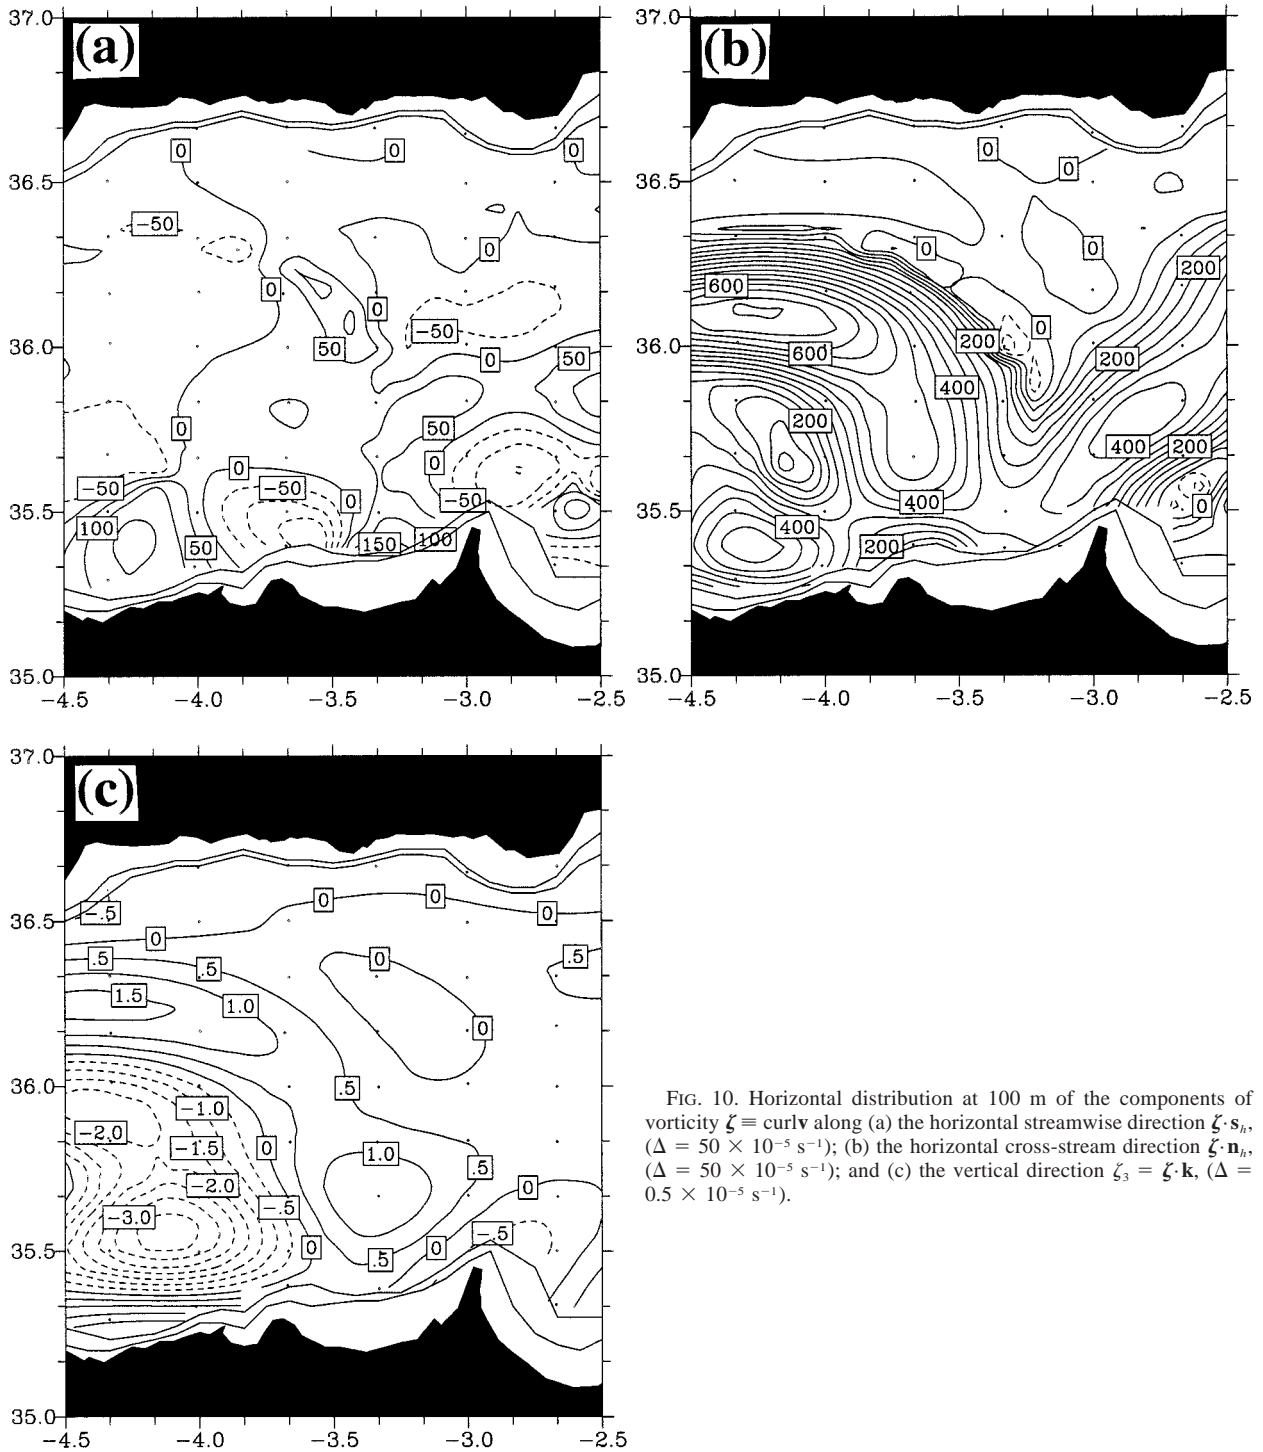 (a)
37.0
36.5
36.0
35.5
35.0
-4.5 -4.0 -3.5 -3.0 -2.5
0 0 0
-50
0
0 0
-50
50
0 50
0 50
0 0
-50 -50 0 -50
100
50 150 100
(b)
37.0
36.5
36.0
35.5
35.0
-4.5 -4.0 -3.5 -3.0 -2.5
0
0
0 0
200
600
0
200
600 200
400
200
400 200
400 0
400
200
(c)
37.0
36.5
36.0
35.5
35.0
-4.5 -4.0 -3.5 -3.0 -2.5
0 0
-.5 0
0
.5 .5 0 .5
1.5 1.0
0
.5
-1.0
-2.0 -1.5 0 1.0
.5
-2.0 0
-3.0 -.5
0 .5 0 -.5
FIG. 10. Horizontal distribution at 100 m of the components of
vorticity ζ ≡ curlv along (a) the horizontal streamwise direction ζ·sₕ,
(Δ = 50 × 10⁻⁵ s⁻¹); (b) the horizontal cross-stream direction ζ·nₕ,
(Δ = 50 × 10⁻⁵ s⁻¹); and (c) the vertical direction ζ₃ = ζ·k, (Δ =
0.5 × 10⁻⁵ s⁻¹).